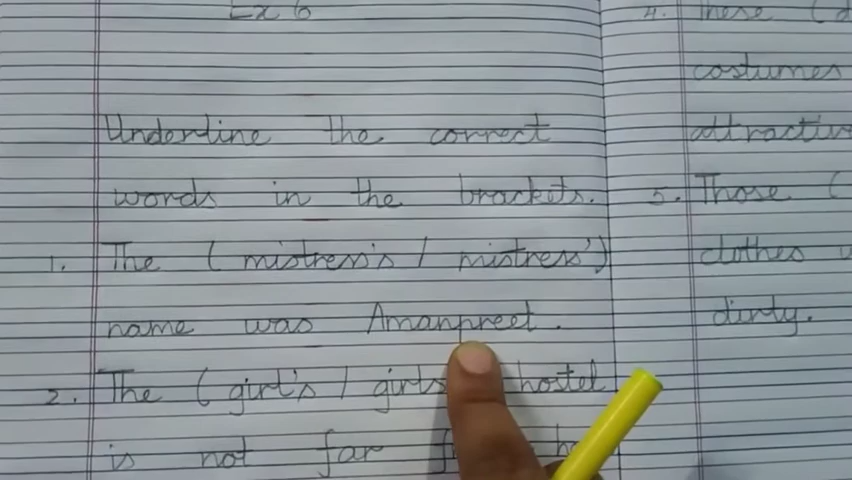 Ex 6
Underline the correct
words in the brackets.
1. The ( mistress's / mistress')
name was Amanpreet.
2. The ( girl's / girls hostel
is not far
4. These (
costumes
5. Those (
clothes
dirty.